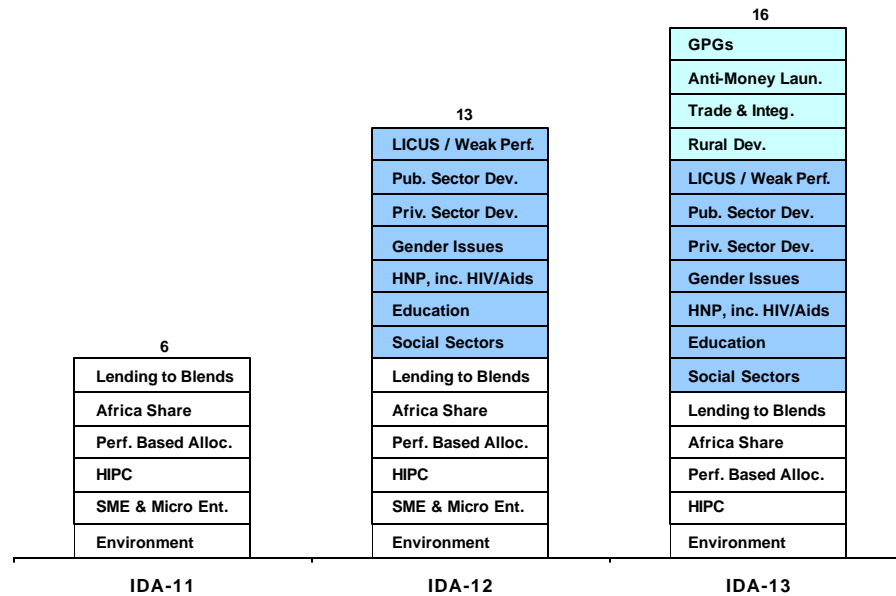 6
Lending to Blends
Africa Share
Perf. Based Alloc.
HIPC
SME & Micro Ent.
Environment
IDA-11
13
LICUS / Weak Perf.
Pub. Sector Dev.
Priv. Sector Dev.
Gender Issues
HNP, inc. HIV/Aids
Education
Social Sectors
Lending to Blends
Africa Share
Perf. Based Alloc.
HIPC
SME & Micro Ent.
Environment
IDA-12
16
GPGs
Anti-Money Laun.
Trade & Integ.
Rural Dev.
LICUS / Weak Perf.
Pub. Sector Dev.
Priv. Sector Dev.
Gender Issues
HNP, inc. HIV/Aids
Education
Social Sectors
Lending to Blends
Africa Share
Perf. Based Alloc.
HIPC
Environment
IDA-13